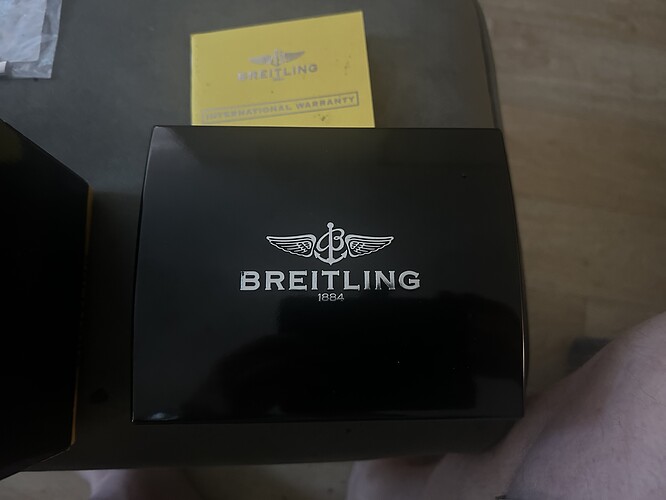 BREITLING
INTERNATIONAL WARRANTY
B
BREITLING
1884